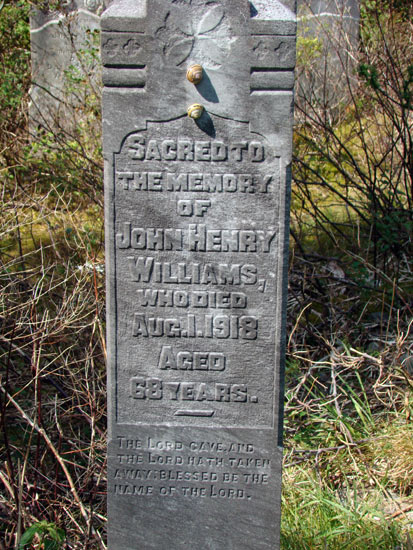 SACRED TO
THE MEMORY
OF
JOHN HENRY
WILLIAMS,
WHO DIED
AUG. 1. 1918
AGED
68 YEARS.
THE LORD GAVE, AND
THE LORD HATH TAKEN
AWAY: BLESSED BE THE
NAME OF THE LORD.